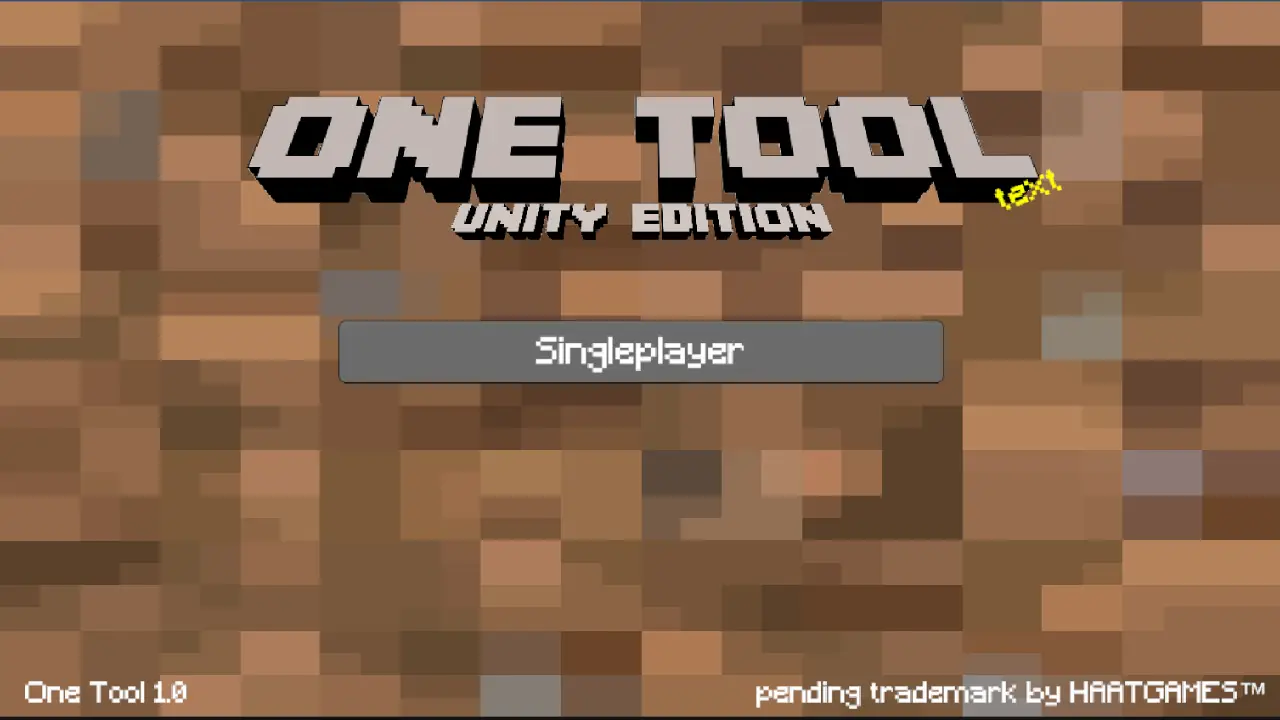 ONE TOOL
text
UNITY EDITION
Singleplayer
One Tool 1.0
pending trademark by HAATGAMES™